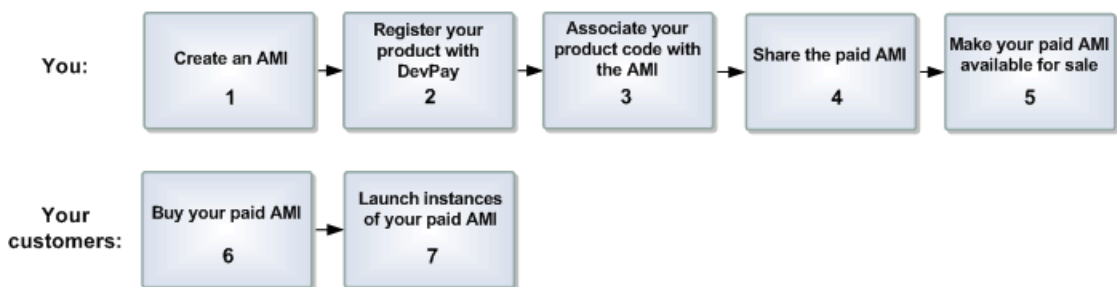 You:
Create an AMI
1
Register your
product with
DevPay
2
Associate your
product code with
the AMI
3
Share the paid AMI
4
Make your paid AMI
available for sale
5
Your
customers:
Buy your paid AMI
6
Launch instances
of your paid AMI
7